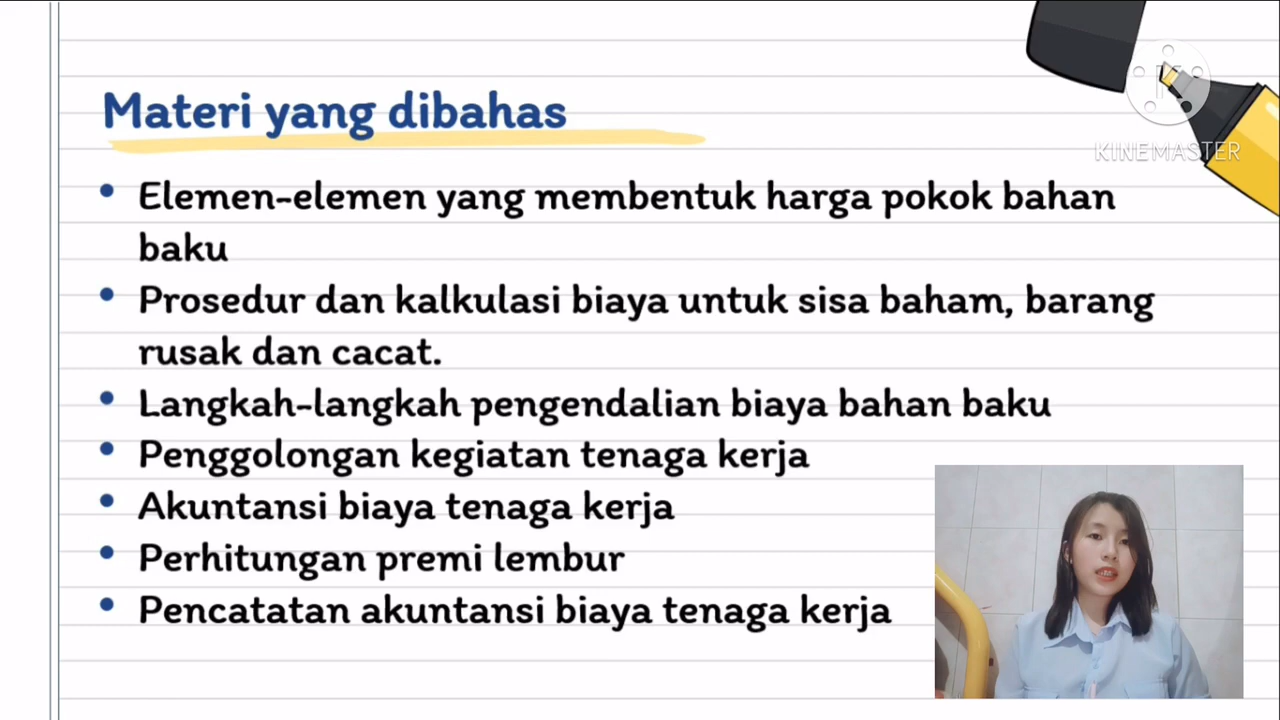 Materi yang dibahas
KINEMASTER
• Elemen-elemen yang membentuk harga pokok bahan
baku
• Prosedur dan kalkulasi biaya untuk sisa baham, barang
rusak dan cacat.
• Langkah-langkah pengendalian biaya bahan baku
• Penggolongan kegiatan tenaga kerja
• Akuntansi biaya tenaga kerja
• Perhitungan premi lembur
• Pencatatan akuntansi biaya tenaga kerja